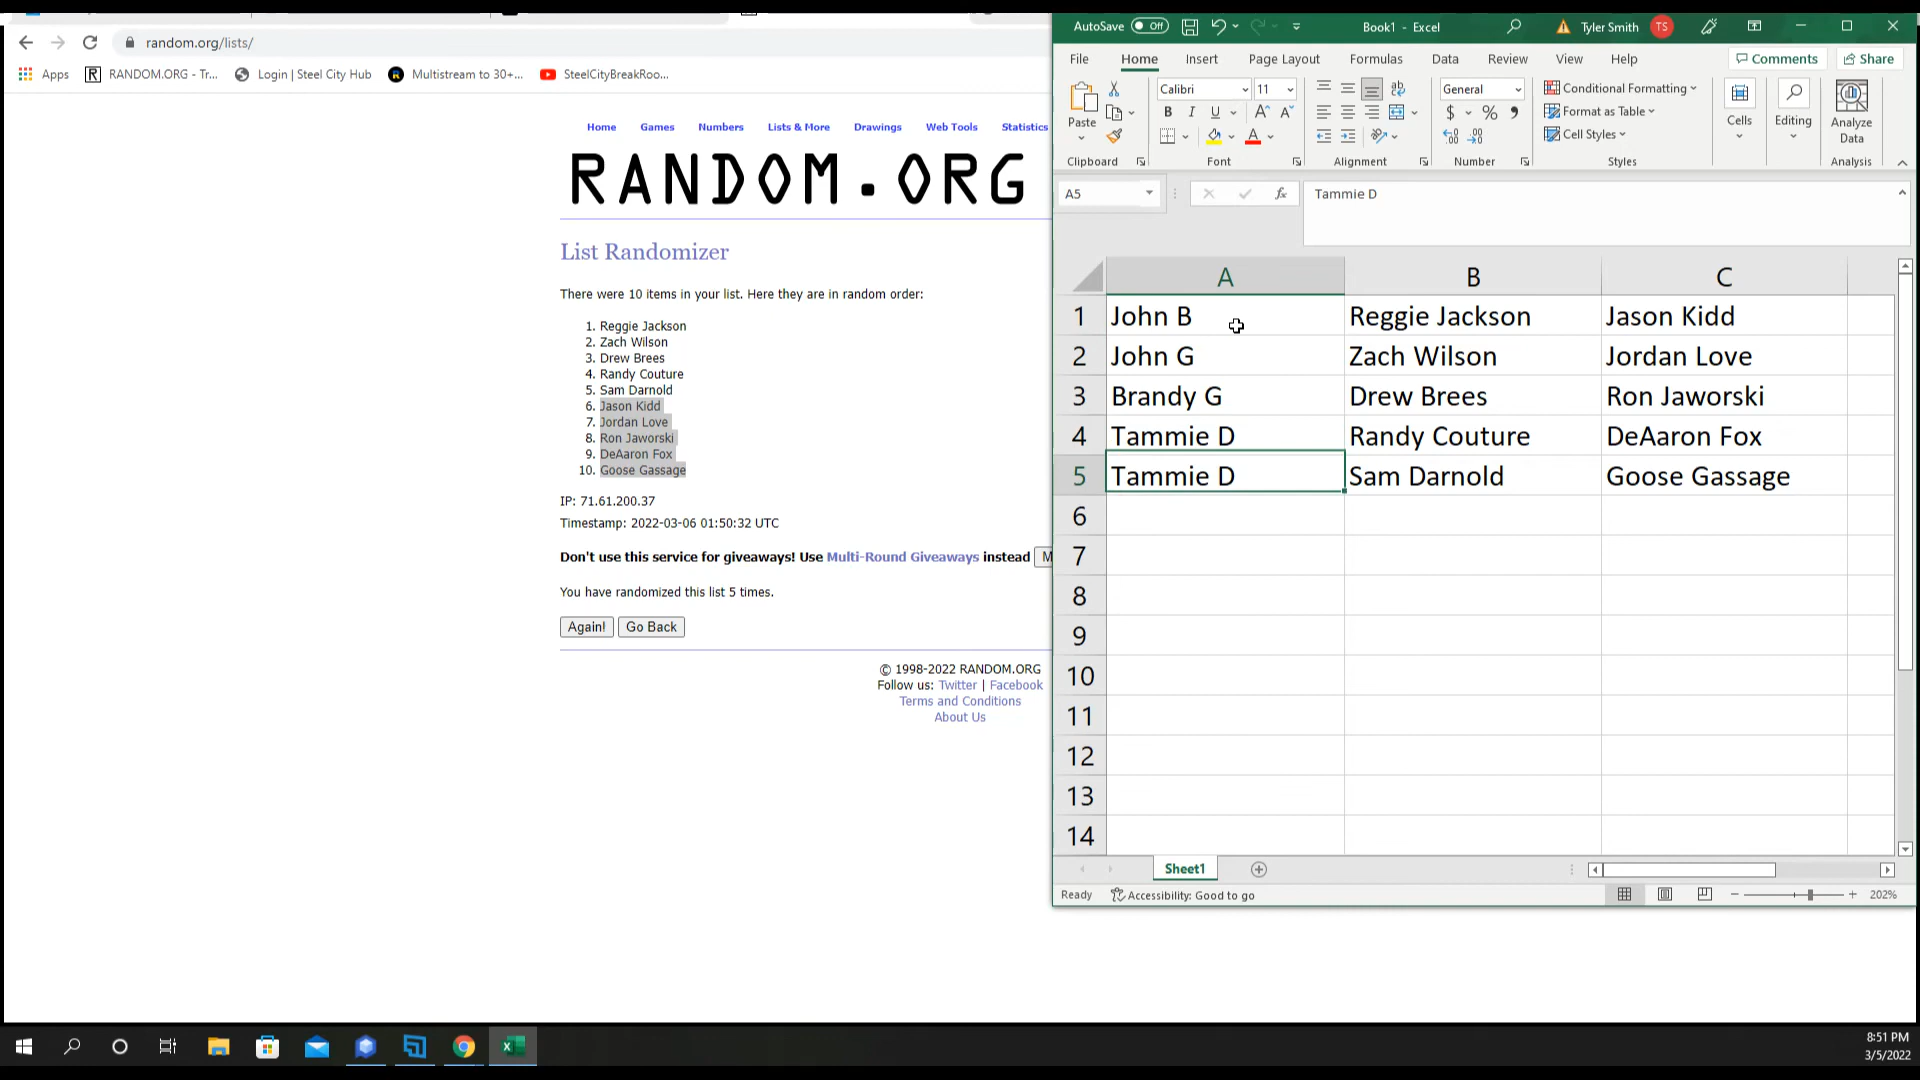 random.org/lists/
Apps
RANDOM.ORG - Tr...
Login | Steel City Hub
Multistream to 30+...
SteelCityBreakRoo...
Home Games Numbers Lists & More Drawings Web Tools Statistics
RANDOM.ORG
List Randomizer
There were 10 items in your list. Here they are in random order:
1. Reggie Jackson
2. Zach Wilson
3. Drew Brees
4. Randy Couture
5. Sam Darnold
6. Jason Kidd
7. Jordan Love
8. Ron Jaworski
9. DeAaron Fox
10. Goose Gassage
IP: 71.61.200.37
Timestamp: 2022-03-06 01:50:32 UTC
Don't use this service for giveaways! Use Multi-Round Giveaways instead M
You have randomized this list 5 times.
Again! Go Back
© 1998-2022 RANDOM.ORG
Follow us: Twitter | Facebook
Terms and Conditions
About Us
AutoSave Off Book1 - Excel Tyler Smith TS
File Home Insert Page Layout Formulas Data Review View Help Comments Share
Paste
Calibri 11
General
Conditional Formatting
Format as Table
Cell Styles
Cells
Editing
Analyze Data
Clipboard Font Alignment Number Styles Analysis
A5 fx Tammie D
A B C
1 John B Reggie Jackson Jason Kidd
2 John G Zach Wilson Jordan Love
3 Brandy G Drew Brees Ron Jaworski
4 Tammie D Randy Couture DeAaron Fox
5 Tammie D Sam Darnold Goose Gassage
6
7
8
9
10
11
12
13
14
Sheet1
Ready Accessibility: Good to go 202%
8:51 PM
3/5/2022